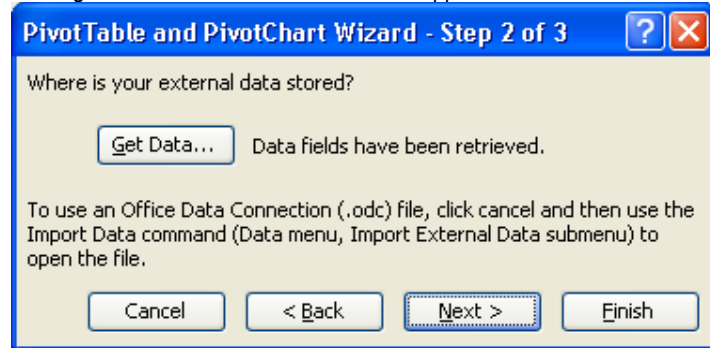 PivotTable and PivotChart Wizard - Step 2 of 3
Where is your external data stored?
Get Data... Data fields have been retrieved.
To use an Office Data Connection (.odc) file, click cancel and then use the
Import Data command (Data menu, Import External Data submenu) to
open the file.
Cancel < Back Next > Finish